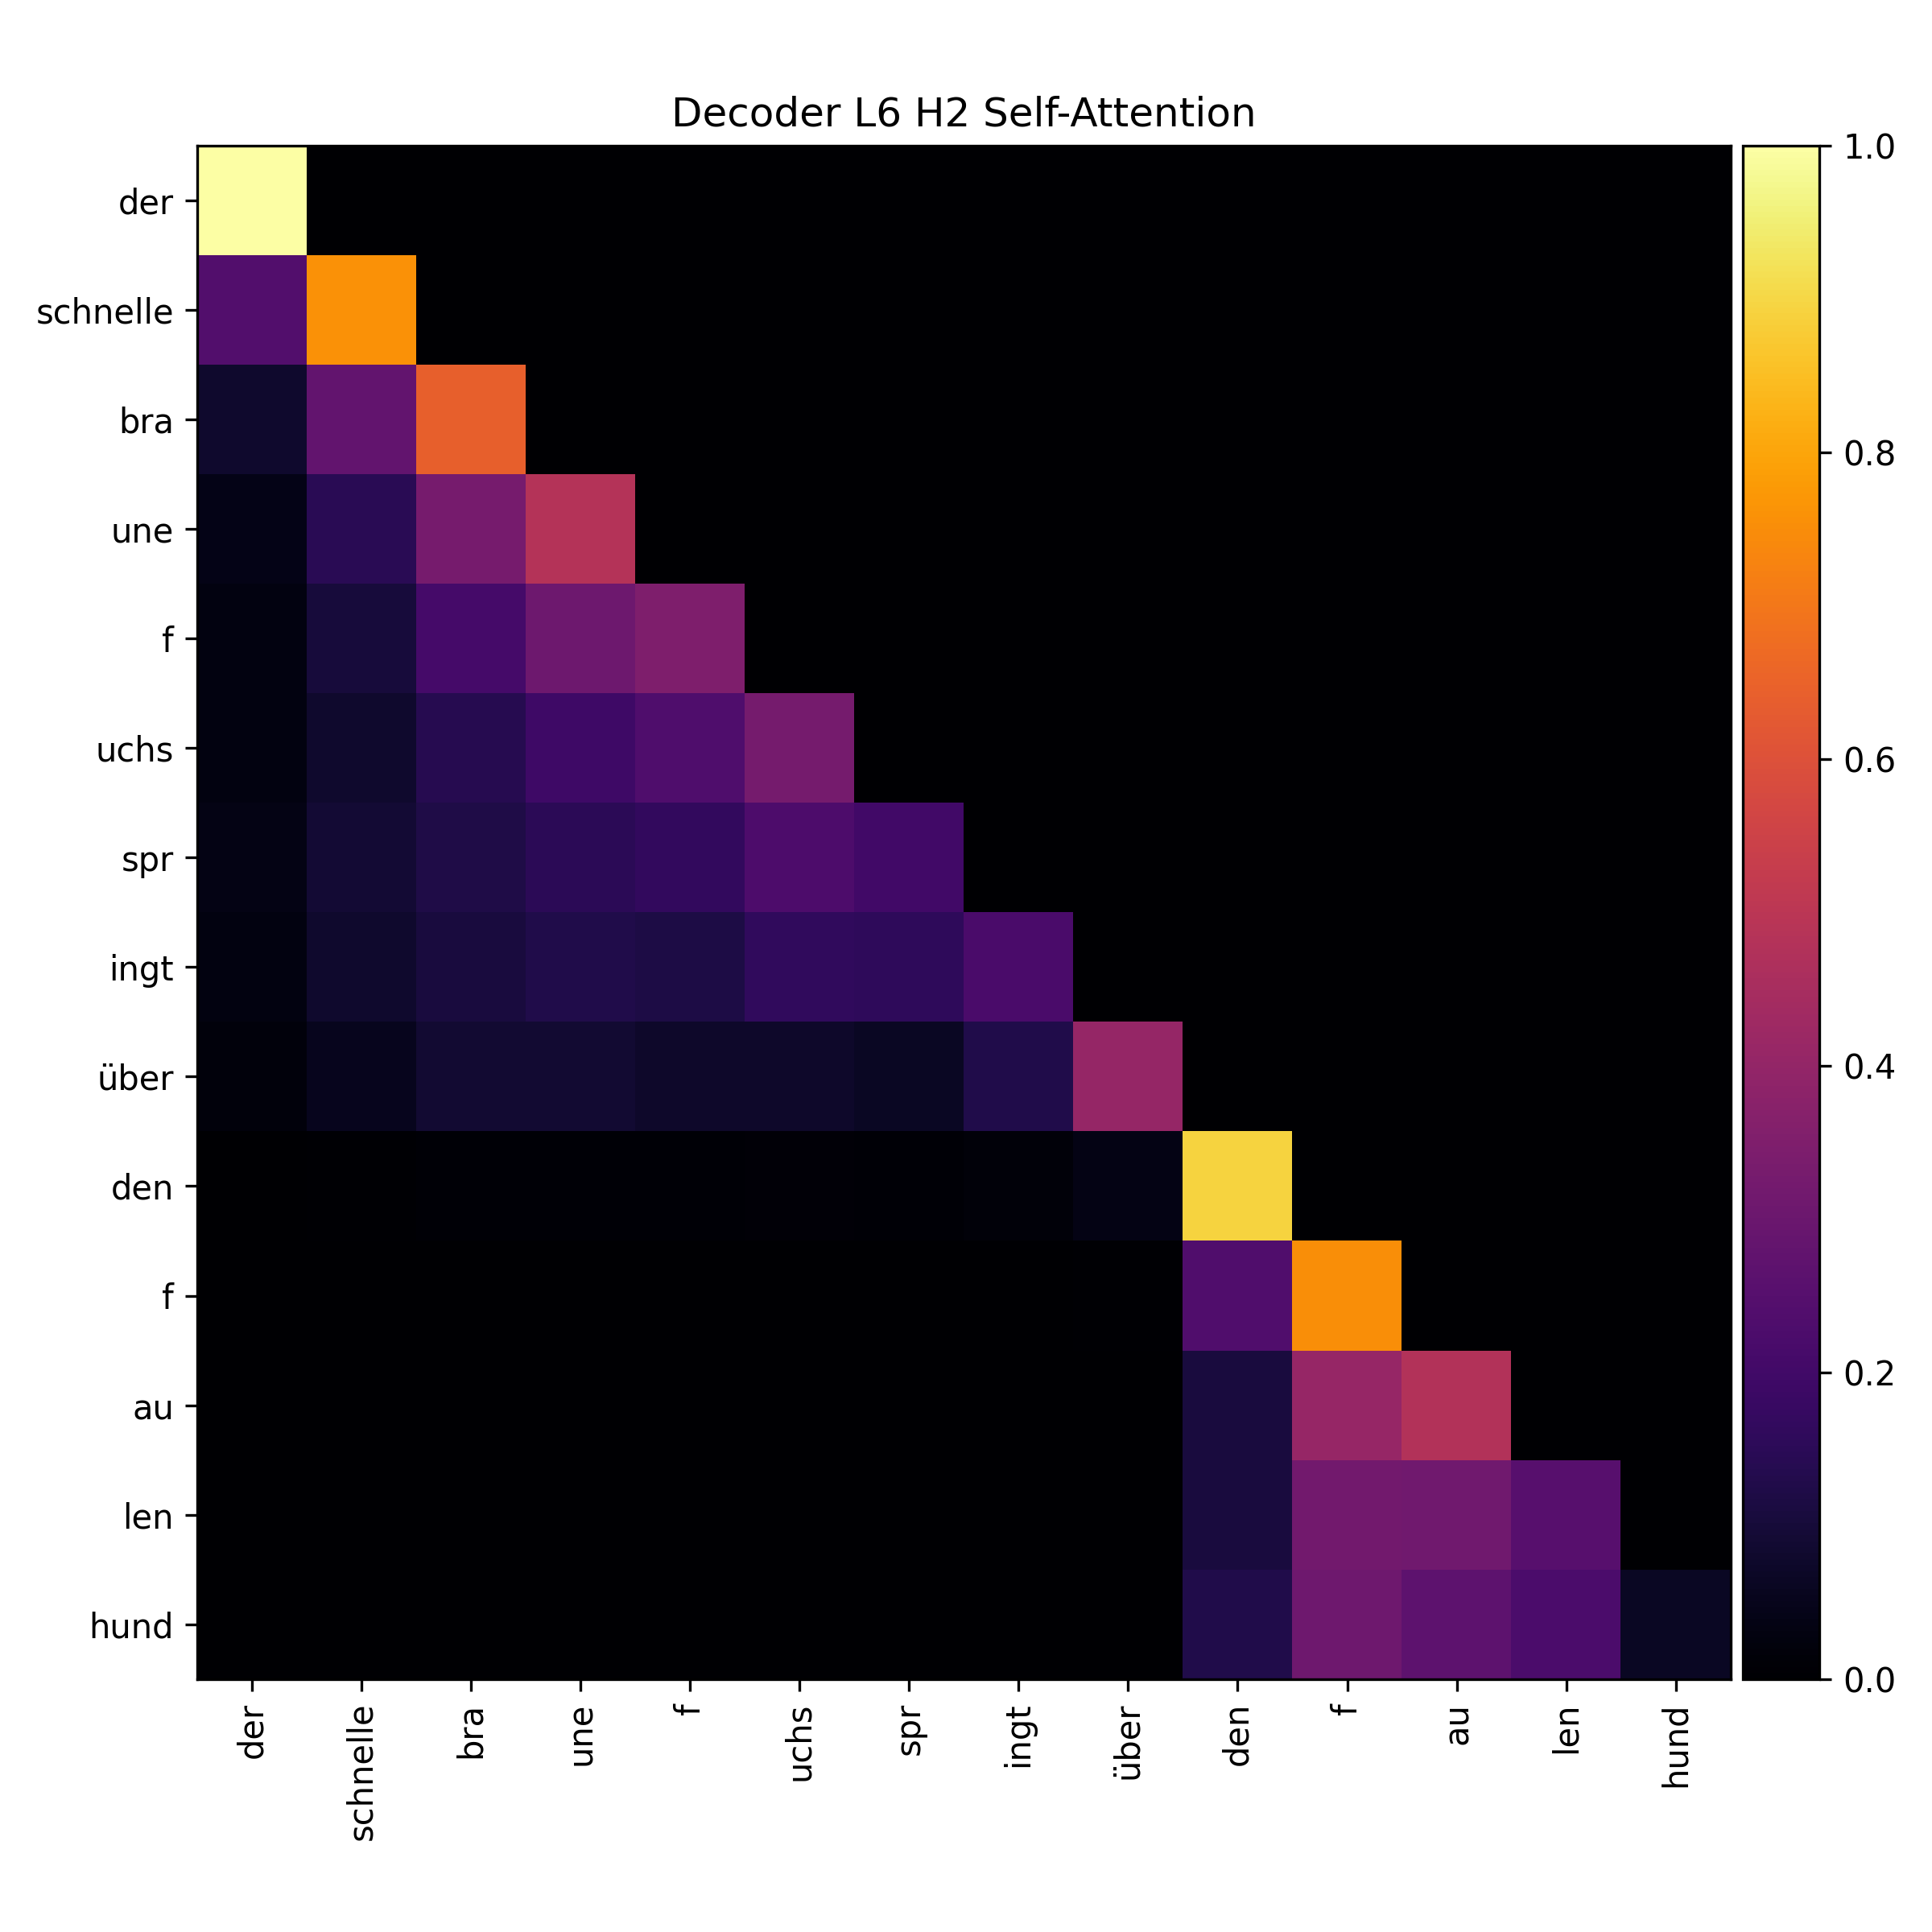 Decoder L6 H2 Self-Attention
der
schnelle
bra
une
f
uchs
spr
ingt
über
den
f
au
len
hund
der
schnelle
bra
une
f
uchs
spr
ingt
über
den
f
au
len
hund
1.0
0.8
0.6
0.4
0.2
0.0